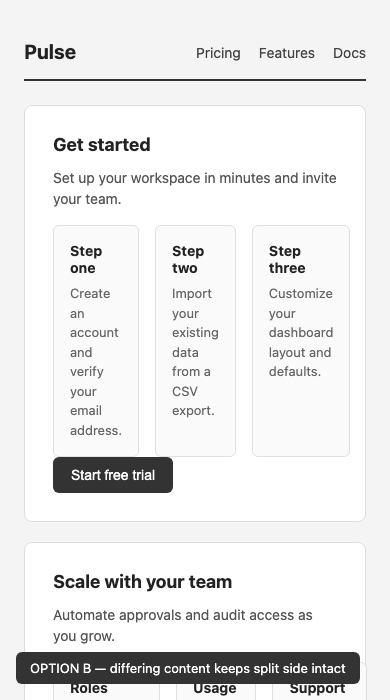 Pulse
Pricing Features Docs
Get started
Set up your workspace in minutes and invite
your team.
Step
one
Create
an
account
and
verify
your
email
address.
Step
two
Import
your
existing
data
from a
CSV
export.
Step
three
Customize
your
dashboard
layout and
defaults.
Start free trial
Scale with your team
Automate approvals and audit access as
you grow.
OPTION B — differing content keeps split side intact
Roles
Usage
Support